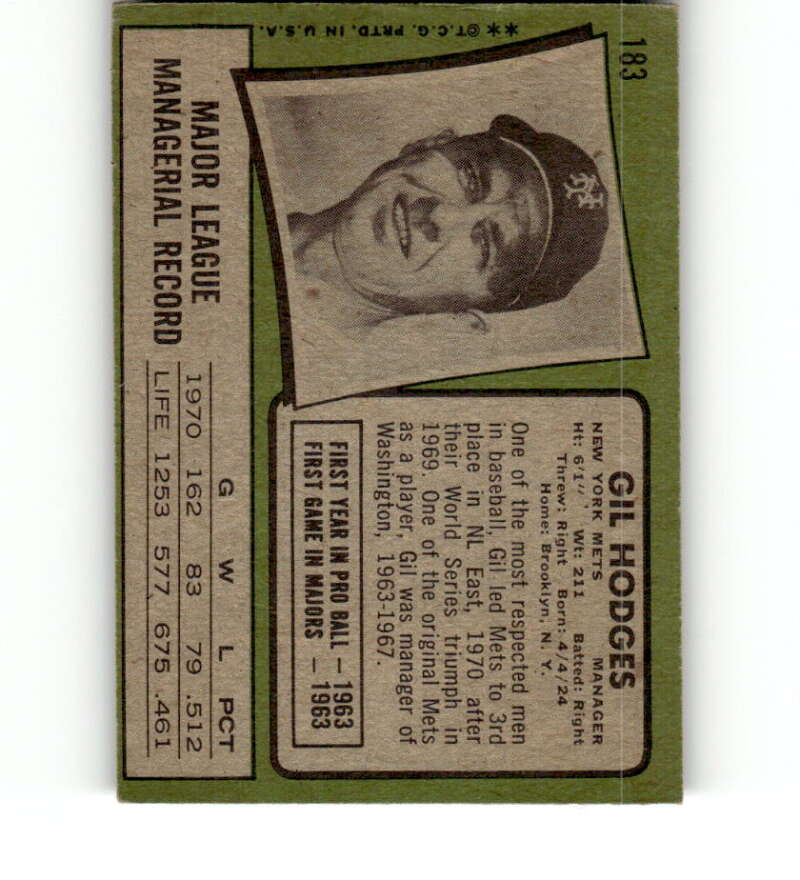 183
GIL HODGES
NEW YORK METS MANAGER
Ht: 6'1" Wt: 211 Batted: Right
Threw: Right Born: 4/4/24
Home: Brooklyn, N. Y.
One of the most respected men
in baseball, Gil led Mets to 3rd
place in NL East, 1970 after
their World Series triumph in
1969. One of the original Mets
as a player, Gil was manager of
Washington, 1963-1967.
FIRST YEAR IN PRO BALL – 1963
FIRST GAME IN MAJORS – 1963
NY
MAJOR LEAGUE
MANAGERIAL RECORD
G W L PCT
1970 162 83 79 .512
LIFE 1253 577 675 .461
**©T.C.G. PRTD. IN U.S.A.